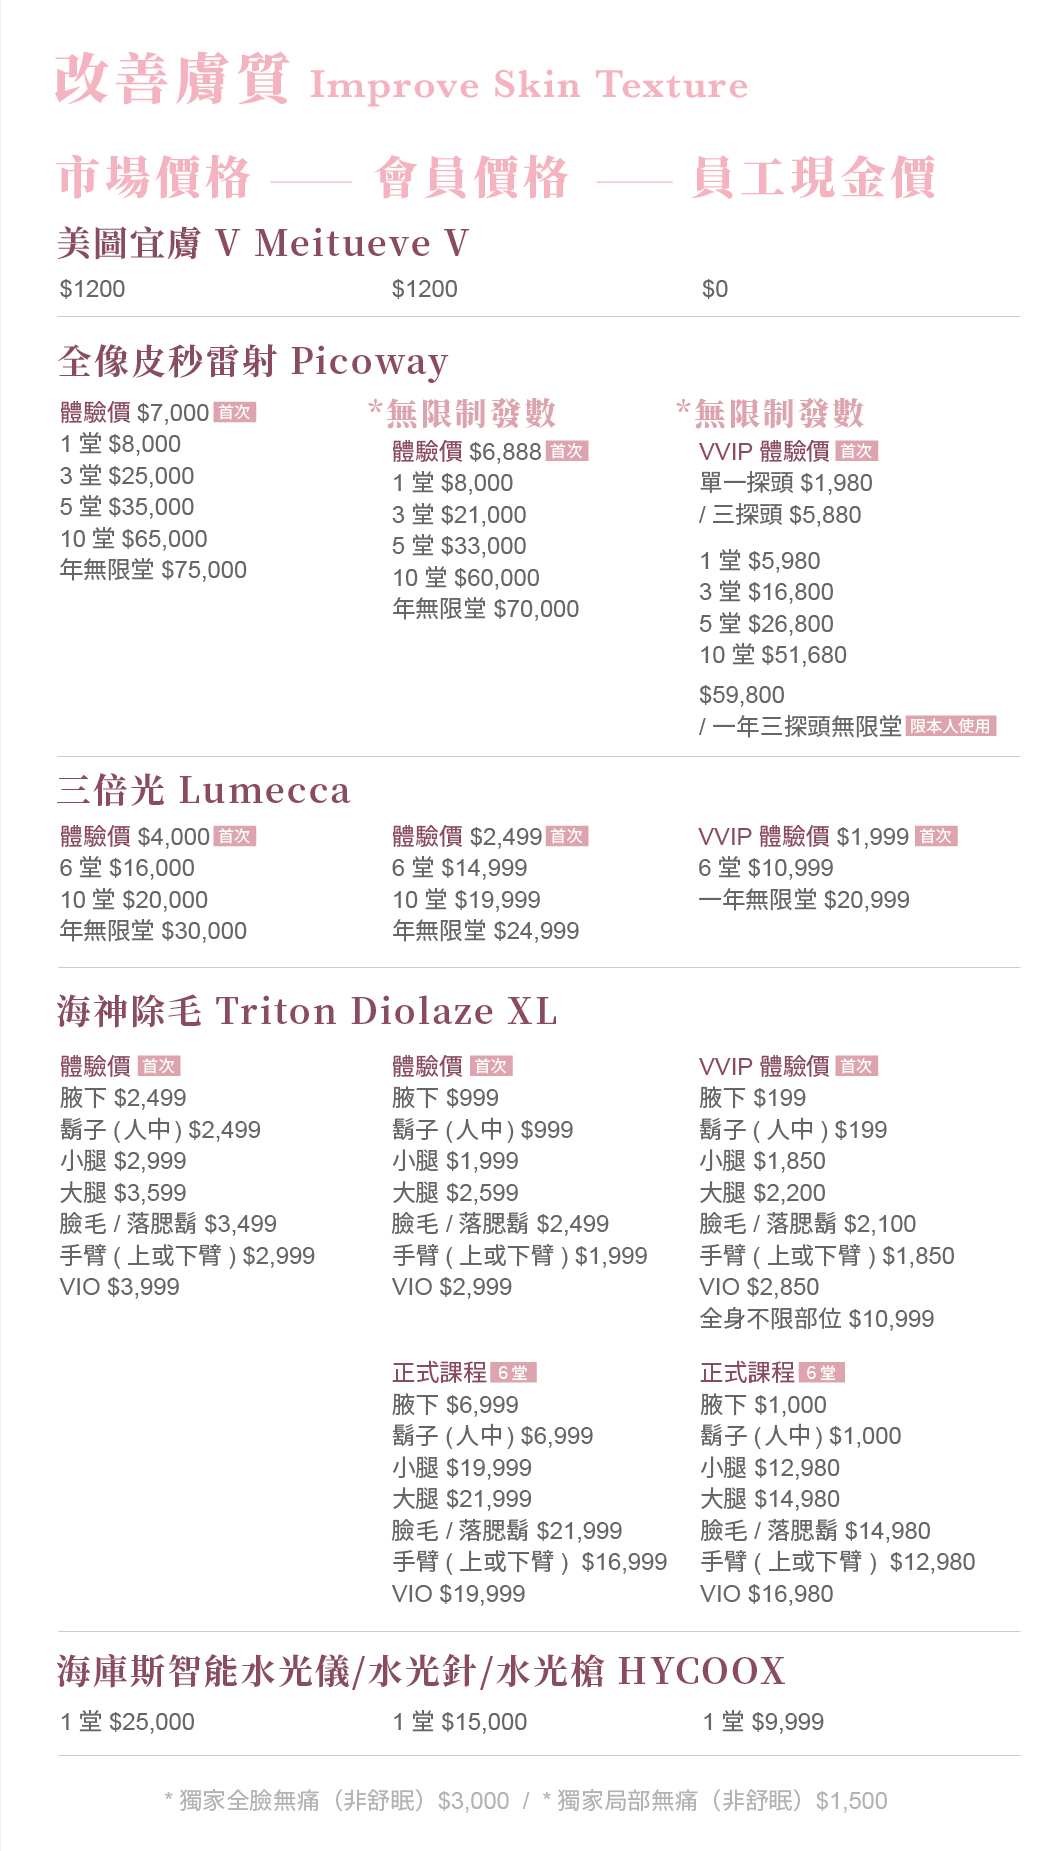 改善膚質 Improve Skin Texture
市場價格 —— 會員價格 —— 員工現金價
美圖宜膚 V Meitueve V
$1200 $1200 $0
全像皮秒雷射 Picoway
體驗價 $7,000 首次
1 堂 $8,000
3 堂 $25,000
5 堂 $35,000
10 堂 $65,000
年無限堂 $75,000
*無限制發數
體驗價 $6,888 首次
1 堂 $8,000
3 堂 $21,000
5 堂 $33,000
10 堂 $60,000
年無限堂 $70,000
*無限制發數
VVIP 體驗價 首次
單一探頭 $1,980
/ 三探頭 $5,880
1 堂 $5,980
3 堂 $16,800
5 堂 $26,800
10 堂 $51,680
$59,800
/ 一年三探頭無限堂 限本人使用
三倍光 Lumecca
體驗價 $4,000 首次
6 堂 $16,000
10 堂 $20,000
年無限堂 $30,000
體驗價 $2,499 首次
6 堂 $14,999
10 堂 $19,999
年無限堂 $24,999
VVIP 體驗價 $1,999 首次
6 堂 $10,999
一年無限堂 $20,999
海神除毛 Triton Diolaze XL
體驗價 首次
腋下 $2,499
鬍子 (人中) $2,499
小腿 $2,999
大腿 $3,599
臉毛 / 落腮鬍 $3,499
手臂 ( 上或下臂 ) $2,999
VIO $3,999
體驗價 首次
腋下 $999
鬍子 (人中) $999
小腿 $1,999
大腿 $2,599
臉毛 / 落腮鬍 $2,499
手臂 ( 上或下臂 ) $1,999
VIO $2,999
VVIP 體驗價 首次
腋下 $199
鬍子 ( 人中 ) $199
小腿 $1,850
大腿 $2,200
臉毛 / 落腮鬍 $2,100
手臂 ( 上或下臂 ) $1,850
VIO $2,850
全身不限部位 $10,999
正式課程 6 堂
腋下 $6,999
鬍子 (人中) $6,999
小腿 $19,999
大腿 $21,999
臉毛 / 落腮鬍 $21,999
手臂 ( 上或下臂 ) $16,999
VIO $19,999
正式課程 6 堂
腋下 $1,000
鬍子 (人中) $1,000
小腿 $12,980
大腿 $14,980
臉毛 / 落腮鬍 $14,980
手臂 ( 上或下臂 ) $12,980
VIO $16,980
海庫斯智能水光儀/水光針/水光槍 HYCOOX
1 堂 $25,000 1 堂 $15,000 1 堂 $9,999
* 獨家全臉無痛（非舒眠）$3,000 / * 獨家局部無痛（非舒眠）$1,500